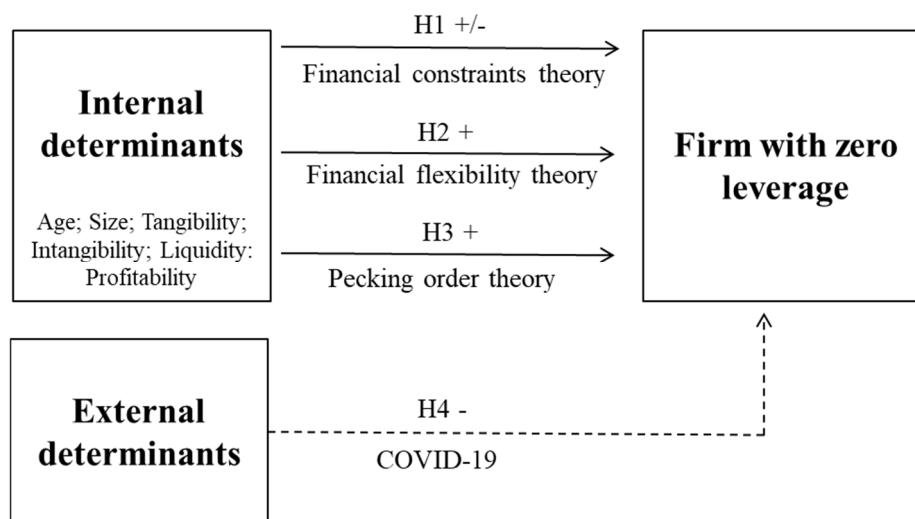 Internal
determinants
Age; Size; Tangibility;
Intangibility; Liquidity:
Profitability
H1 +/-
Financial constraints theory
H2 +
Financial flexibility theory
H3 +
Pecking order theory
Firm with zero
leverage
External
determinants
H4 -
COVID-19